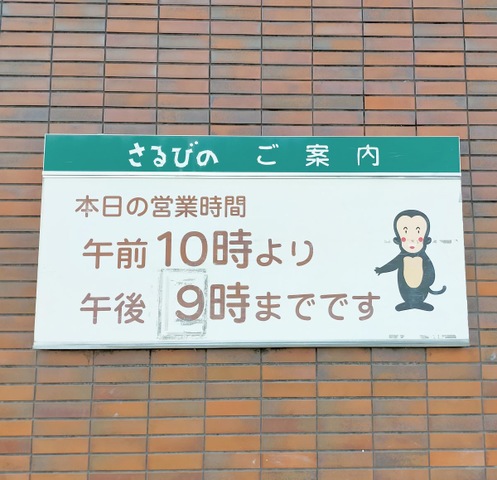 さるびの ご案内
本日の営業時間
午前10時より
午後9時までです